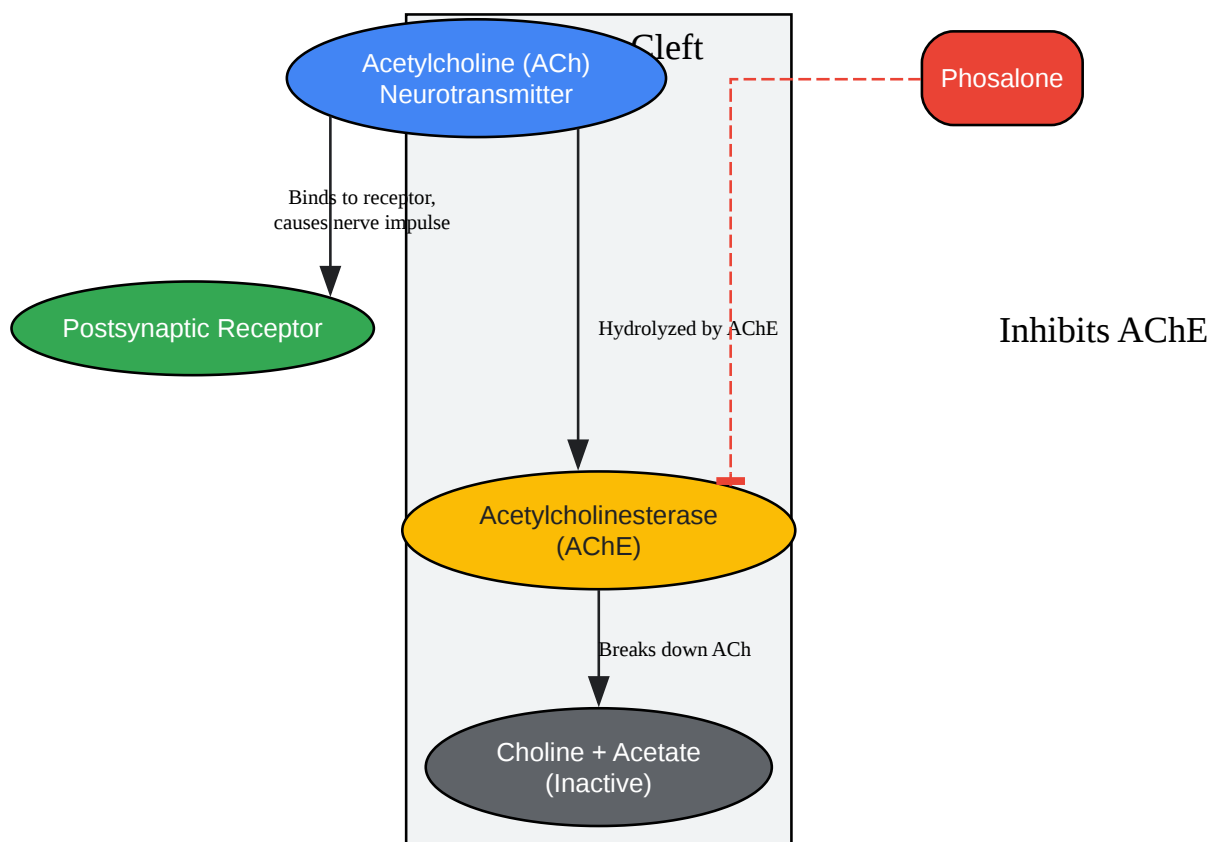 Cleft
Acetylcholine (ACh)
Neurotransmitter
Phosalone
Binds to receptor,
causes nerve impulse
Postsynaptic Receptor
Hydrolyzed by AChE
Inhibits AChE
Acetylcholinesterase
(AChE)
Breaks down ACh
Choline + Acetate
(Inactive)